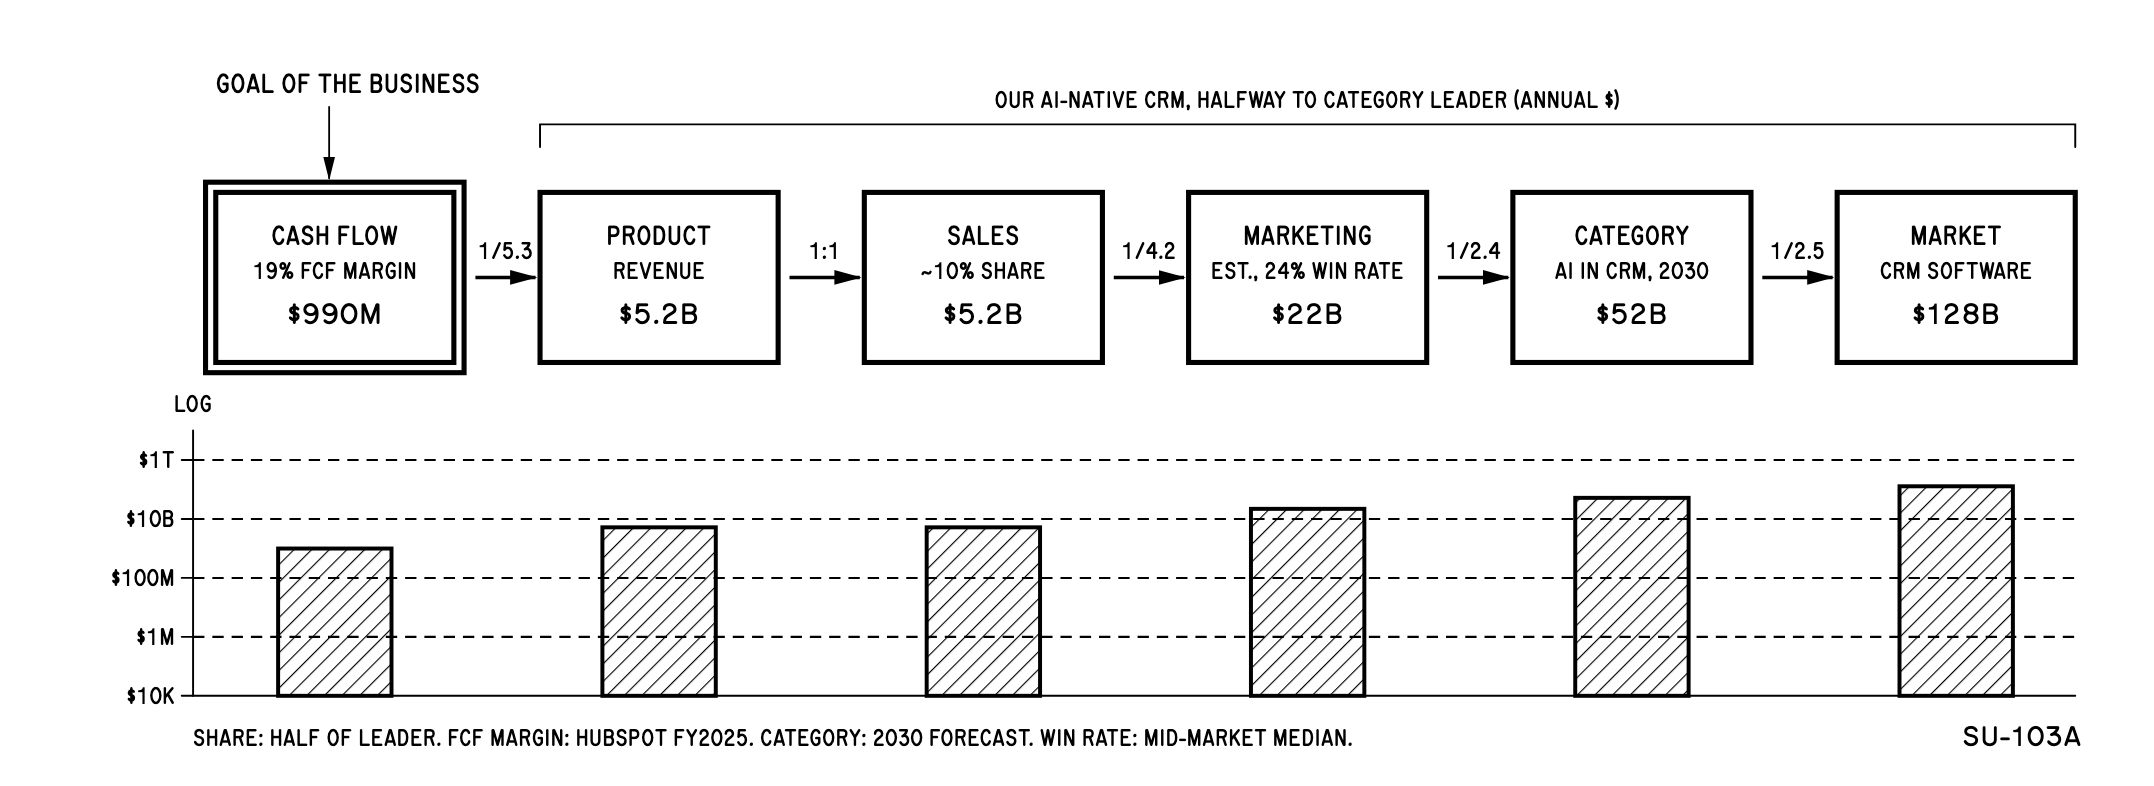 GOAL OF THE BUSINESS
OUR AI-NATIVE CRM, HALFWAY TO CATEGORY LEADER (ANNUAL $)
CASH FLOW
19% FCF MARGIN
$990M
1/5.3
PRODUCT
REVENUE
$5.2B
1:1
SALES
~10% SHARE
$5.2B
1/4.2
MARKETING
EST., 24% WIN RATE
$22B
1/2.4
CATEGORY
AI IN CRM, 2030
$52B
1/2.5
MARKET
CRM SOFTWARE
$128B
LOG
$1T
$10B
$100M
$1M
$10K
SHARE: HALF OF LEADER. FCF MARGIN: HUBSPOT FY2025. CATEGORY: 2030 FORECAST. WIN RATE: MID-MARKET MEDIAN.
SU-103A